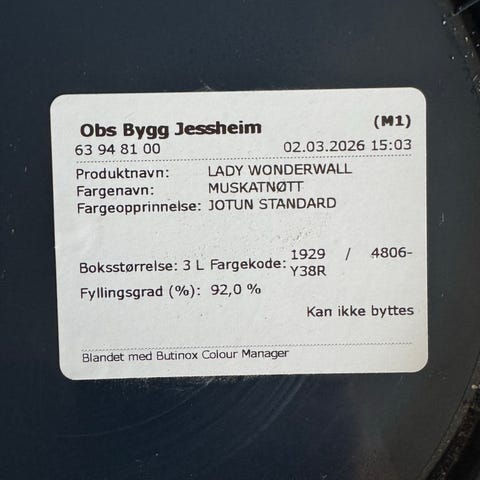 Obs Bygg Jessheim (M1)
63 94 81 00 02.03.2026 15:03
Produktnavn: LADY WONDERWALL
Fargenavn: MUSKATNØTT
Fargeopprinnelse: JOTUN STANDARD
Boksstørrelse: 3 L Fargekode: 1929 / 4806-
Y38R
Fyllingsgrad (%): 92,0 %
Kan ikke byttes
Blandet med Butinox Colour Manager